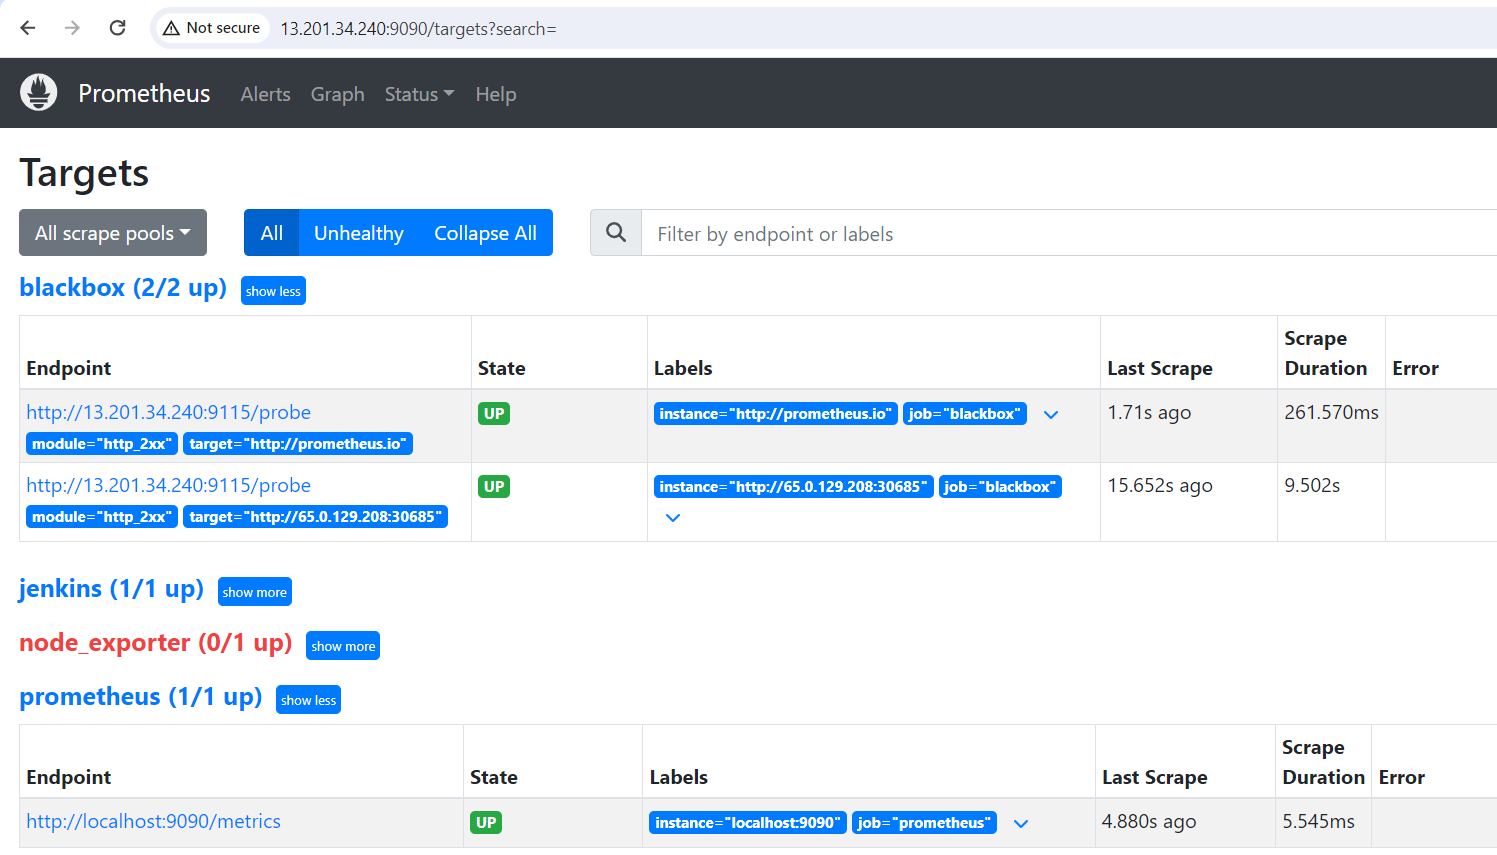 Not secure 13.201.34.240:9090/targets?search=
Prometheus Alerts Graph Status Help
Targets
All scrape pools All Unhealthy Collapse All Filter by endpoint or labels
blackbox (2/2 up) show less
Endpoint State Labels Last Scrape Scrape Duration Error
http://13.201.34.240:9115/probe UP instance="http://prometheus.io" job="blackbox" 1.71s ago 261.570ms
module="http_2xx" target="http://prometheus.io"
http://13.201.34.240:9115/probe UP instance="http://65.0.129.208:30685" job="blackbox" 15.652s ago 9.502s
module="http_2xx" target="http://65.0.129.208:30685"
jenkins (1/1 up) show more
node_exporter (0/1 up) show more
prometheus (1/1 up) show less
Endpoint State Labels Last Scrape Scrape Duration Error
http://localhost:9090/metrics UP instance="localhost:9090" job="prometheus" 4.880s ago 5.545ms